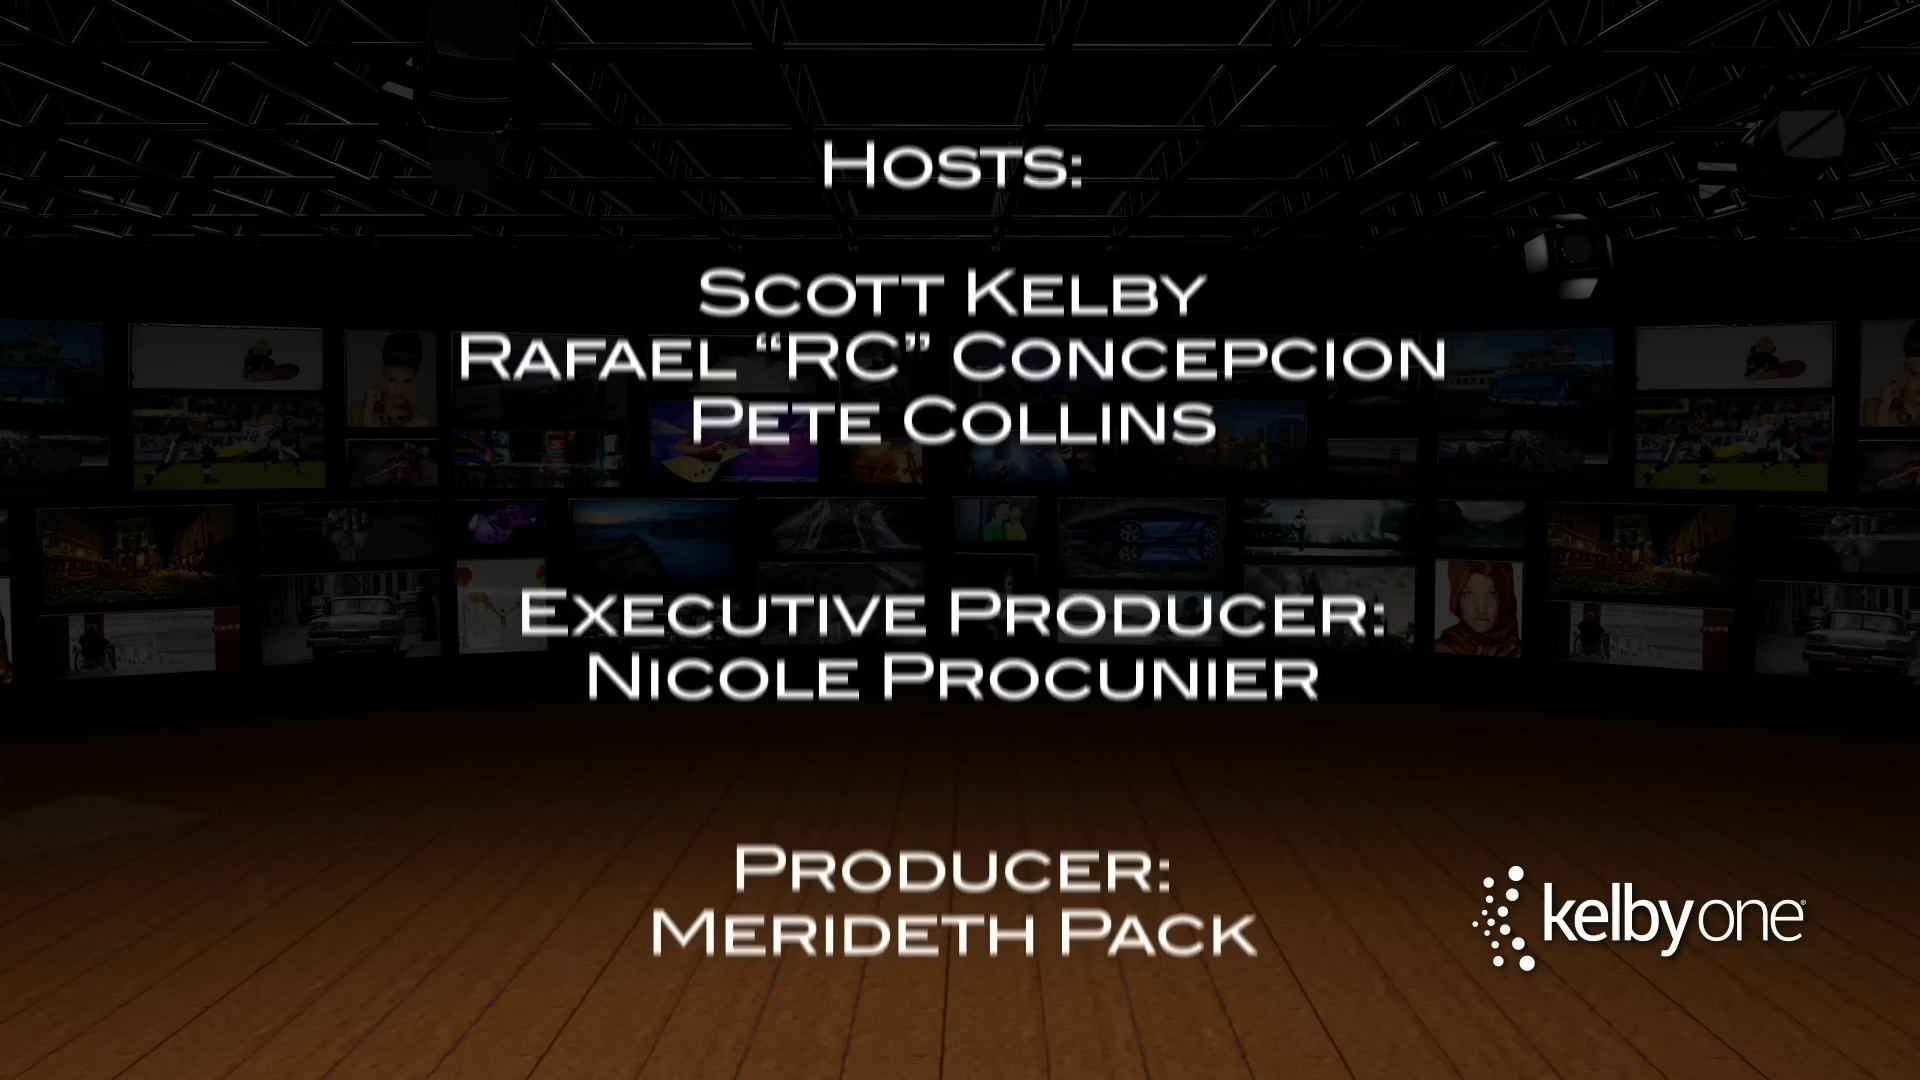 Hosts:
Scott Kelby
Rafael “RC” Concepcion
Pete Collins
Executive Producer:
Nicole Procunier
Producer:
Merideth Pack
kelbyone®